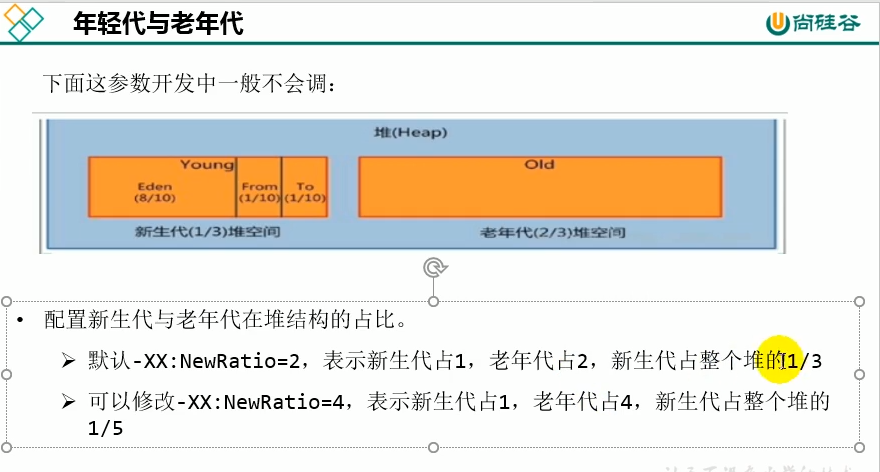 年轻代与老年代
尚硅谷
下面这参数开发中一般不会调:
堆(Heap)
Young
Eden
(8/10)
From
(1/10)
To
(1/10)
Old
新生代(1/3)堆空间
老年代(2/3)堆空间
• 配置新生代与老年代在堆结构的占比。
➢ 默认-XX:NewRatio=2，表示新生代占1，老年代占2，新生代占整个堆的1/3
➢ 可以修改-XX:NewRatio=4，表示新生代占1，老年代占4，新生代占整个堆的
1/5